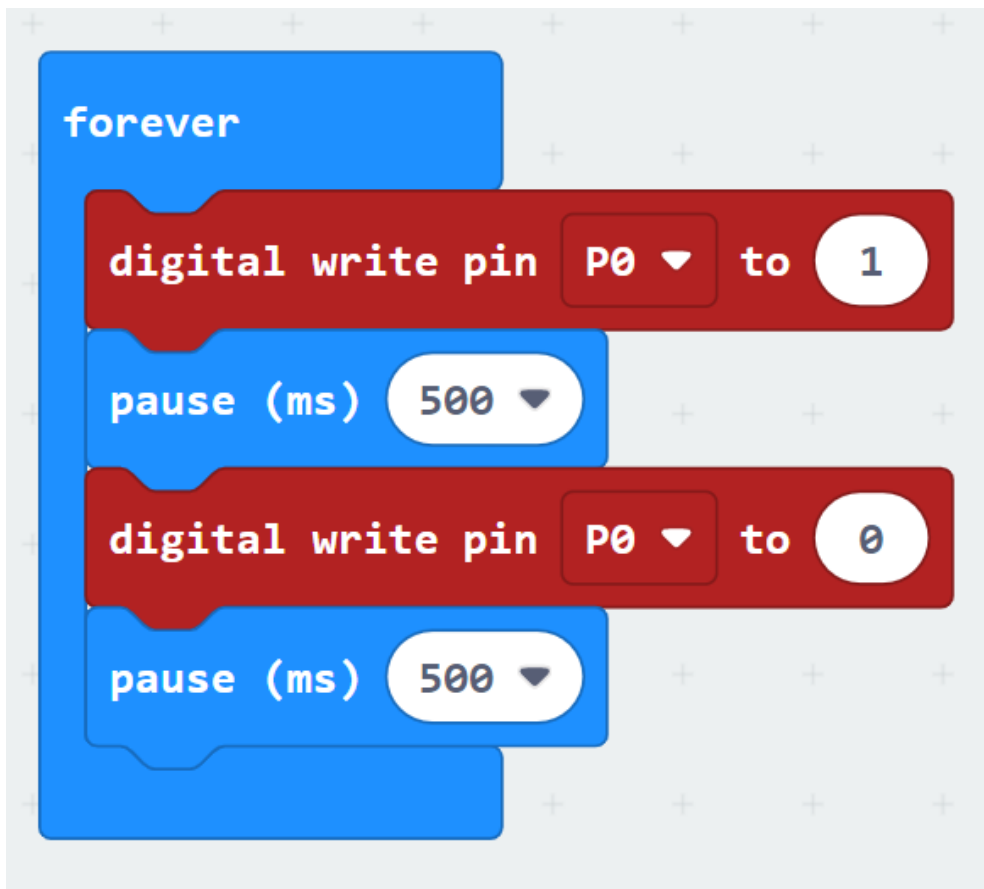 forever
digital write pin P0 to 1
pause (ms) 500
digital write pin P0 to 0
pause (ms) 500